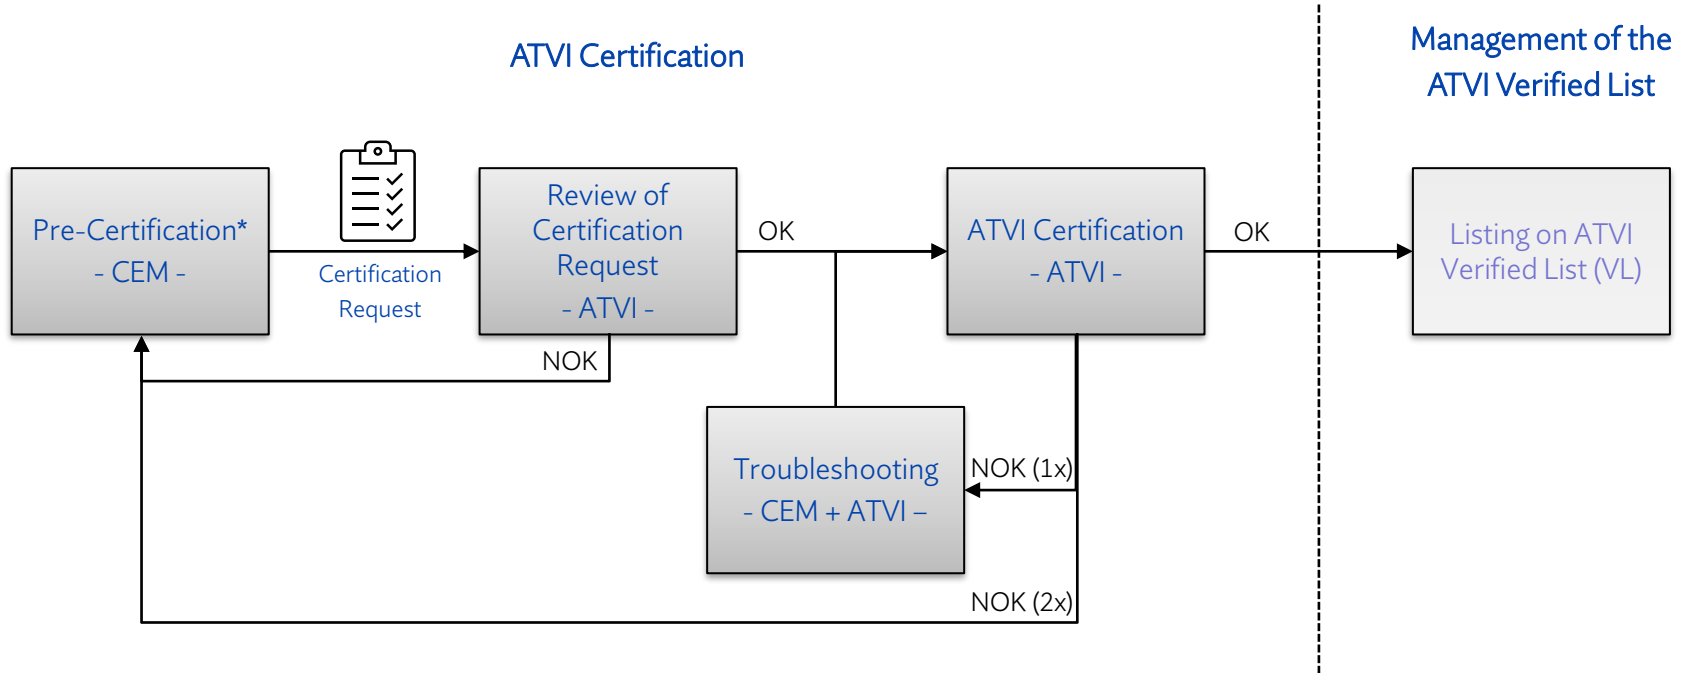 ATVI Certification
Management of the
ATVI Verified List
Pre-Certification*
- CEM -
Certification
Request
Review of
Certification
Request
- ATVI -
OK
NOK
ATVI Certification
- ATVI -
OK
Listing on ATVI
Verified List (VL)
Troubleshooting
- CEM + ATVI –
NOK (1x)
NOK (2x)